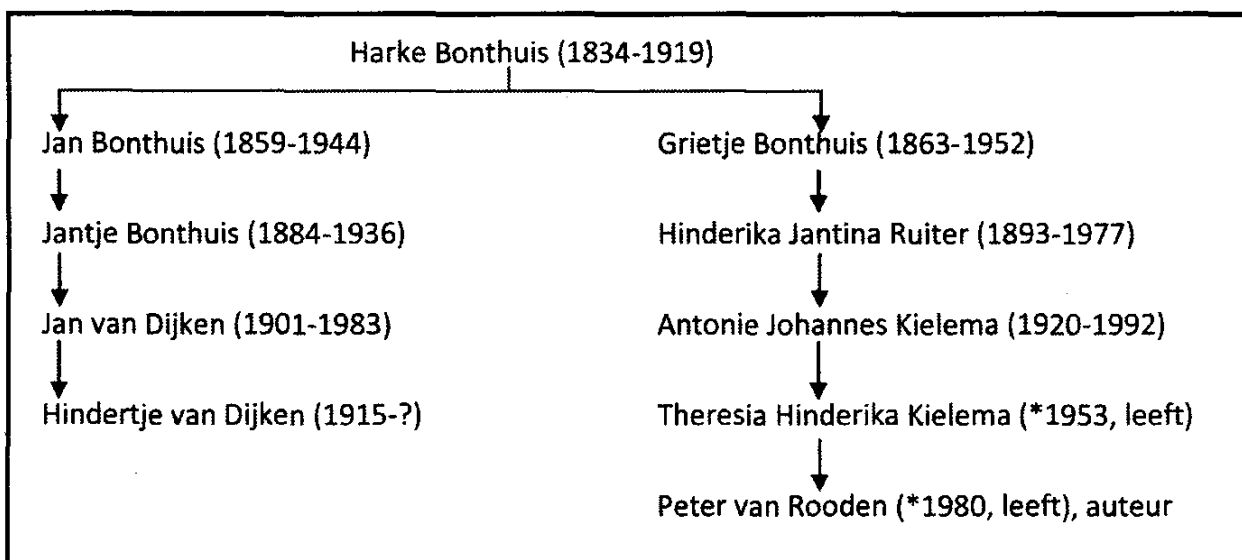 Harke Bonthuis (1834-1919)
Jan Bonthuis (1859-1944)
Grietje Bonthuis (1863-1952)
Jantje Bonthuis (1884-1936)
Hinderika Jantina Ruiter (1893-1977)
Jan van Dijken (1901-1983)
Antonie Johannes Kielema (1920-1992)
Hindertje van Dijken (1915-?)
Theresia Hinderika Kielema (*1953, leeft)
Peter van Rooden (*1980, leeft), auteur